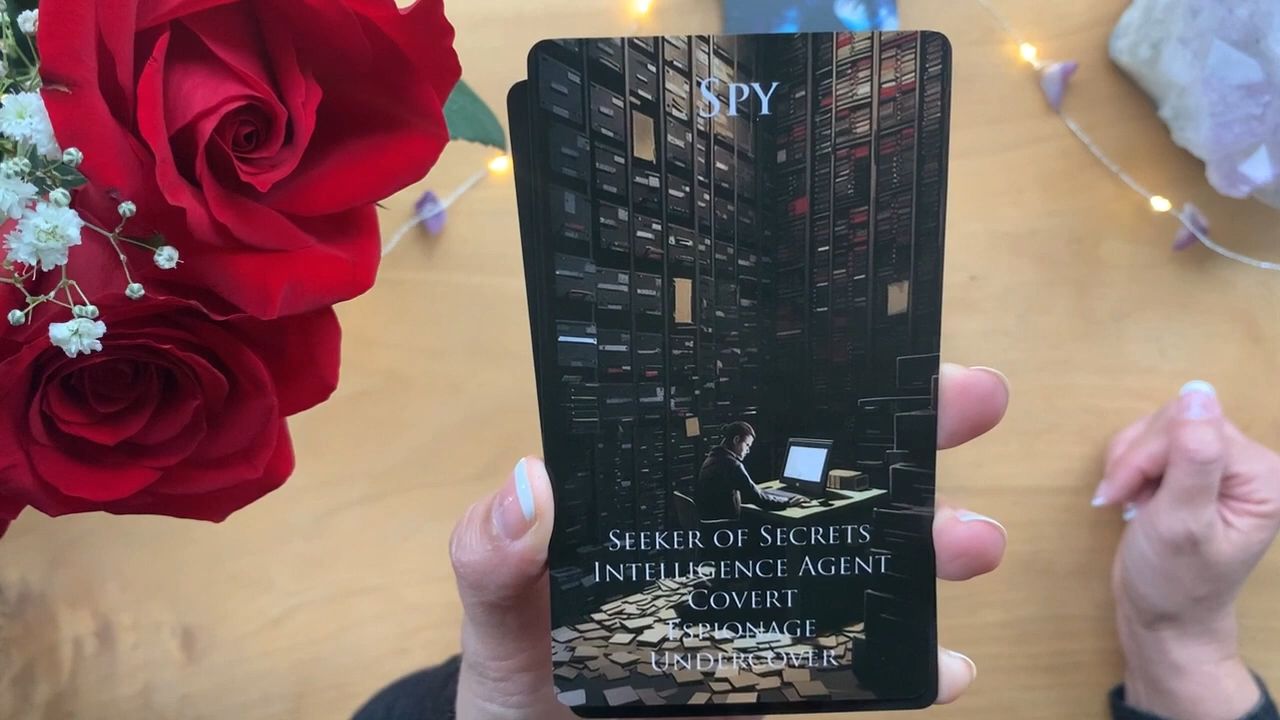 Spy
Seeker of Secrets
Intelligence Agent
Covert
Espionage
Undercover